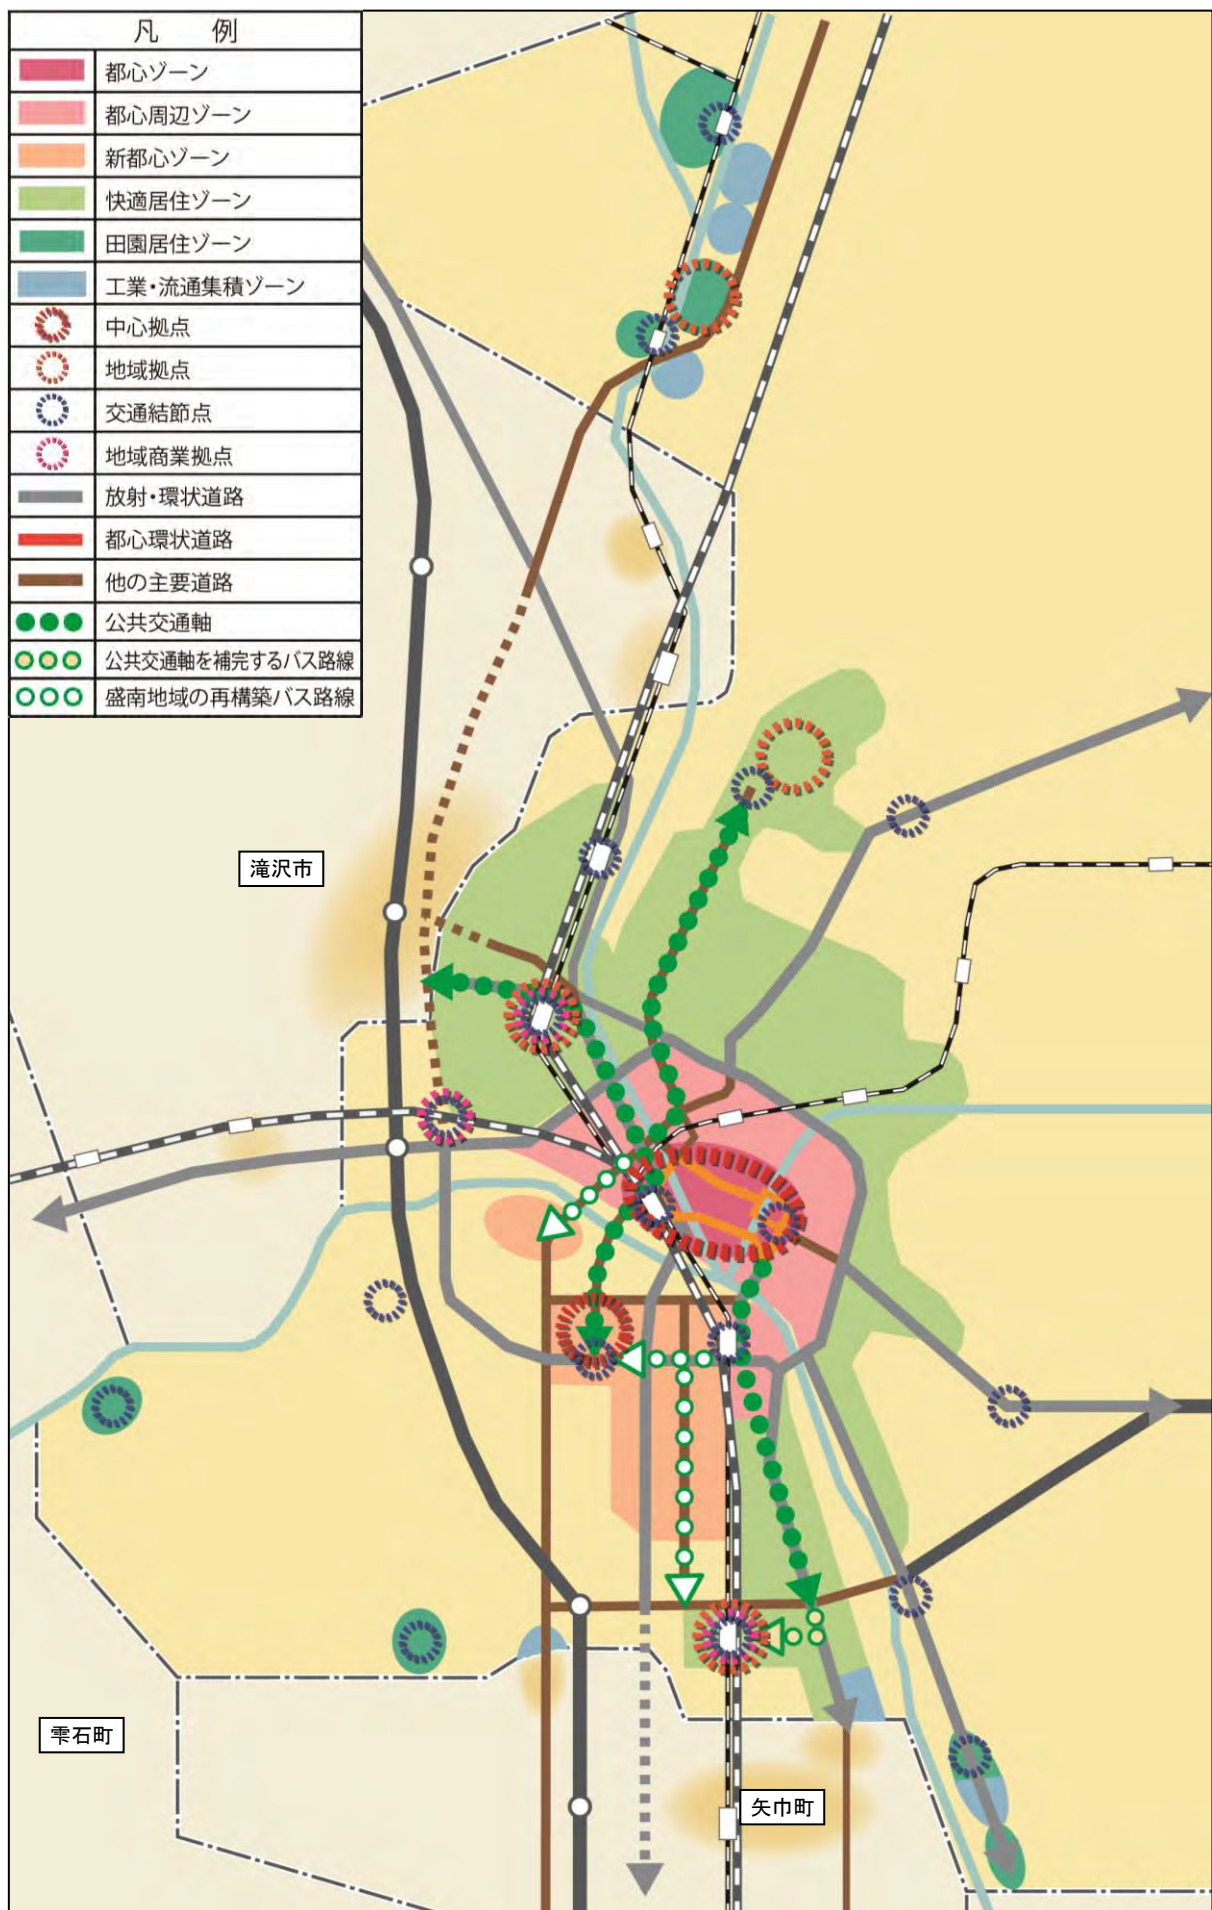 凡 例
都心ゾーン
都心周辺ゾーン
新都心ゾーン
快適居住ゾーン
田園居住ゾーン
工業・流通集積ゾーン
中心拠点
地域拠点
交通結節点
地域商業拠点
放射・環状道路
都心環状道路
他の主要道路
公共交通軸
公共交通軸を補完するバス路線
盛南地域の再構築バス路線
滝沢市
雫石町
矢巾町